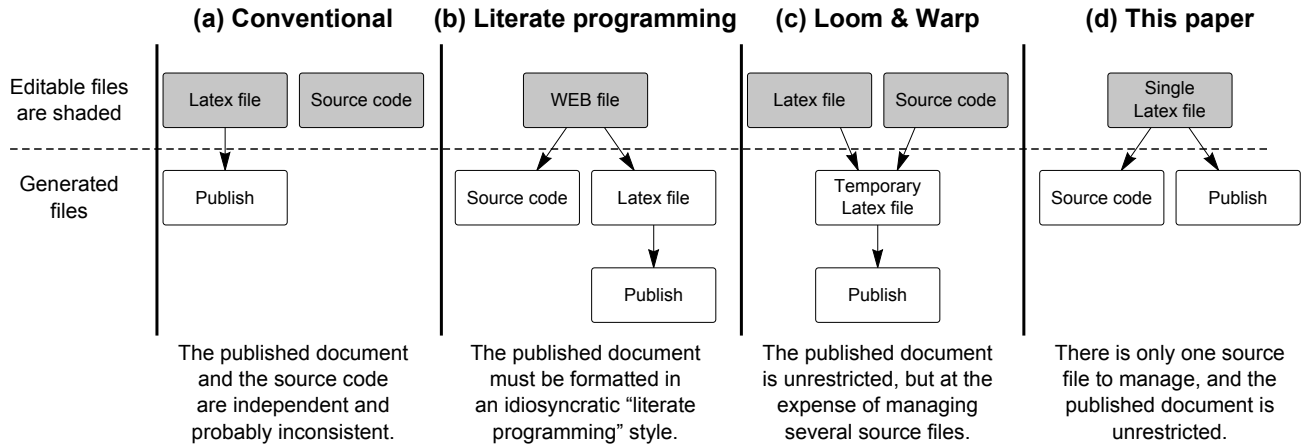 (a) Conventional
(b) Literate programming
(c) Loom & Warp
(d) This paper
Editable files
are shaded
Latex file
Source code
WEB file
Latex file
Source code
Single
Latex file
Generated
files
Publish
Source code
Latex file
Temporary
Latex file
Source code
Publish
Publish
Publish
The published document
and the source code
are independent and
probably inconsistent.
The published document
must be formatted in
an idiosyncratic “literate
programming” style.
The published document
is unrestricted, but at the
expense of managing
several source files.
There is only one source
file to manage, and the
published document is
unrestricted.